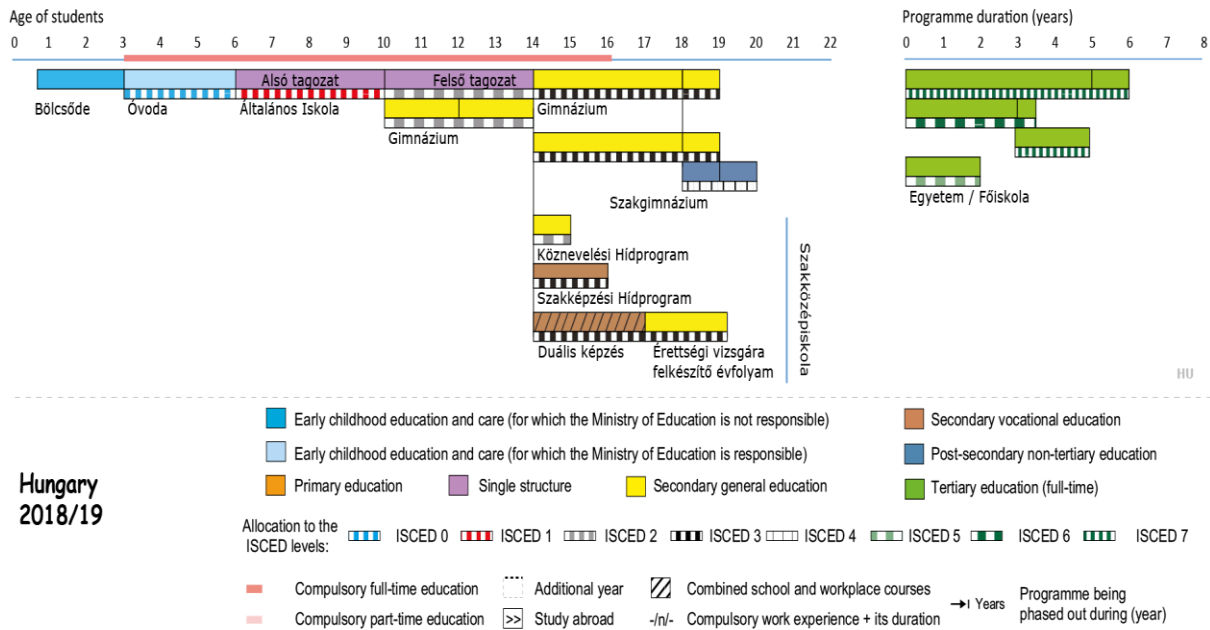 Age of students
Programme duration (years)
0 1 2 3 4 5 6 7 8 9 10 11 12 13 14 15 16 17 18 19 20 21 22
0 1 2 3 4 5 6 7 8
Alsó tagozat
Felső tagozat
Bölcsőde
Óvoda
Általános Iskola
Gimnázium
Gimnázium
Szakgimnázium
Egyetem / Főiskola
Köznevelési Hídprogram
Szakképzési Hídprogram
Duális képzés
Érettségi vizsgára
felkészítő évfolyam
Szakközépiskola
HU
Hungary
2018/19
Early childhood education and care (for which the Ministry of Education is not responsible)
Secondary vocational education
Early childhood education and care (for which the Ministry of Education is responsible)
Post-secondary non-tertiary education
Primary education
Single structure
Secondary general education
Tertiary education (full-time)
Allocation to the
ISCED levels:
ISCED 0
ISCED 1
ISCED 2
ISCED 3
ISCED 4
ISCED 5
ISCED 6
ISCED 7
Compulsory full-time education
Additional year
Combined school and workplace courses
Years
Programme being
phased out during (year)
Compulsory part-time education
>> Study abroad
-/n/- Compulsory work experience + its duration